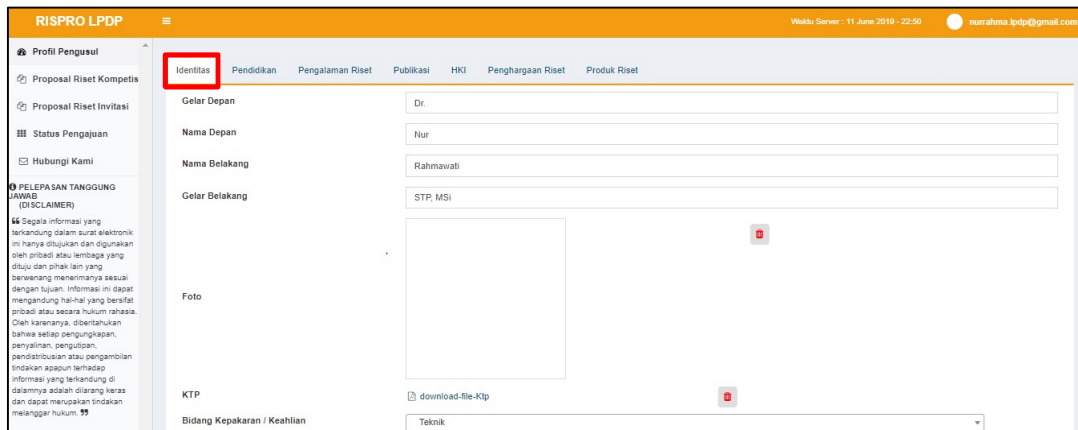 RISPRO LPDP
Waktu Server : 11 June 2019 - 22:50
nurrahma.lpdp@gmail.com
Profil Pengusul
Proposal Riset Kompetis
Proposal Riset Invitasi
Status Pengajuan
Hubungi Kami
PELEPASAN TANGGUNG
JAWAB
(DISCLAIMER)
Segala informasi yang
terkandung dalam surat elektronik
ini hanya ditujukan dan digunakan
oleh pribadi atau lembaga yang
dituju dan pihak lain yang
berwenang menerimanya sesuai
dengan tujuan. Informasi ini dapat
mengandung hal-hal yang bersifat
pribadi atau secara hukum rahasia.
Oleh karenanya, diberitahukan
bahwa setiap pengungkapan,
penyalinan, pengutipan,
pendistribusian atau pengambilan
tindakan apapun terhadap
informasi yang terkandung di
dalamnya adalah dilarang keras
dan dapat merupakan tindakan
melanggar hukum.
Identitas Pendidikan Pengalaman Riset Publikasi HKI Penghargaan Riset Produk Riset
Gelar Depan Dr.
Nama Depan Nur
Nama Belakang Rahmawati
Gelar Belakang STP, MSi
Foto
KTP download-file-Ktp
Bidang Kepakaran / Keahlian Teknik